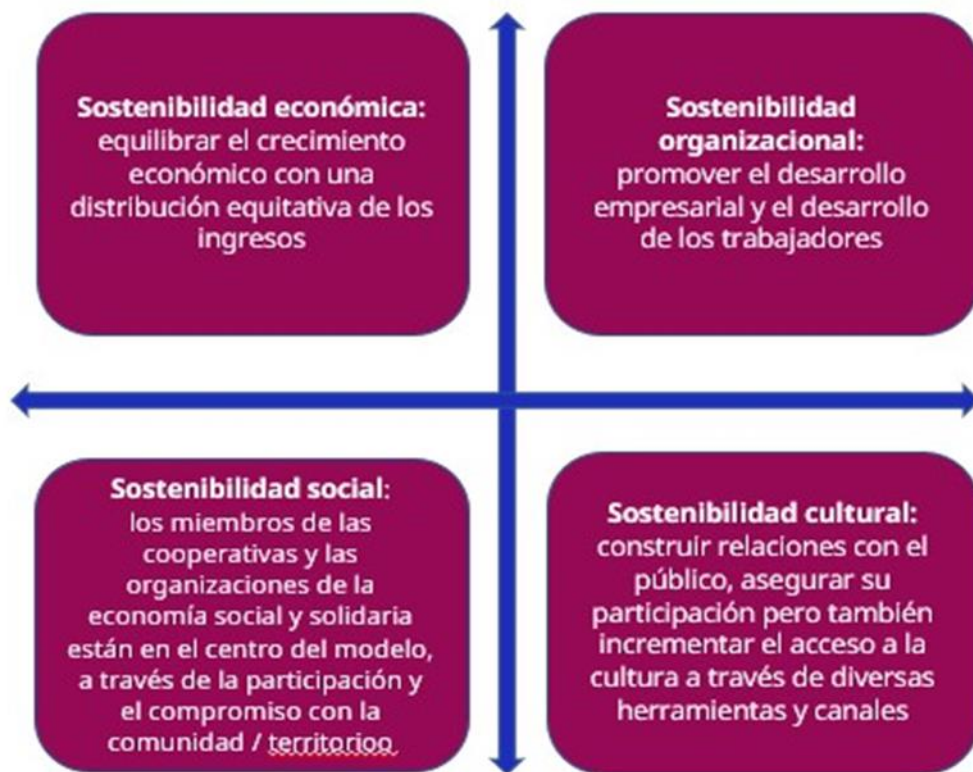 Sostenibilidad económica:
equilibrar el crecimiento
económico con una
distribución equitativa de los
ingresos
Sostenibilidad
organizacional:
promover el desarrollo
empresarial y el desarrollo
de los trabajadores
Sostenibilidad social:
los miembros de las
cooperativas y las
organizaciones de la
economía social y solidaria
están en el centro del modelo,
a través de la participación y
el compromiso con la
comunidad / territorioo
Sostenibilidad cultural:
construir relaciones con el
público, asegurar su
participación pero también
incrementar el acceso a la
cultura a través de diversas
herramientas y canales